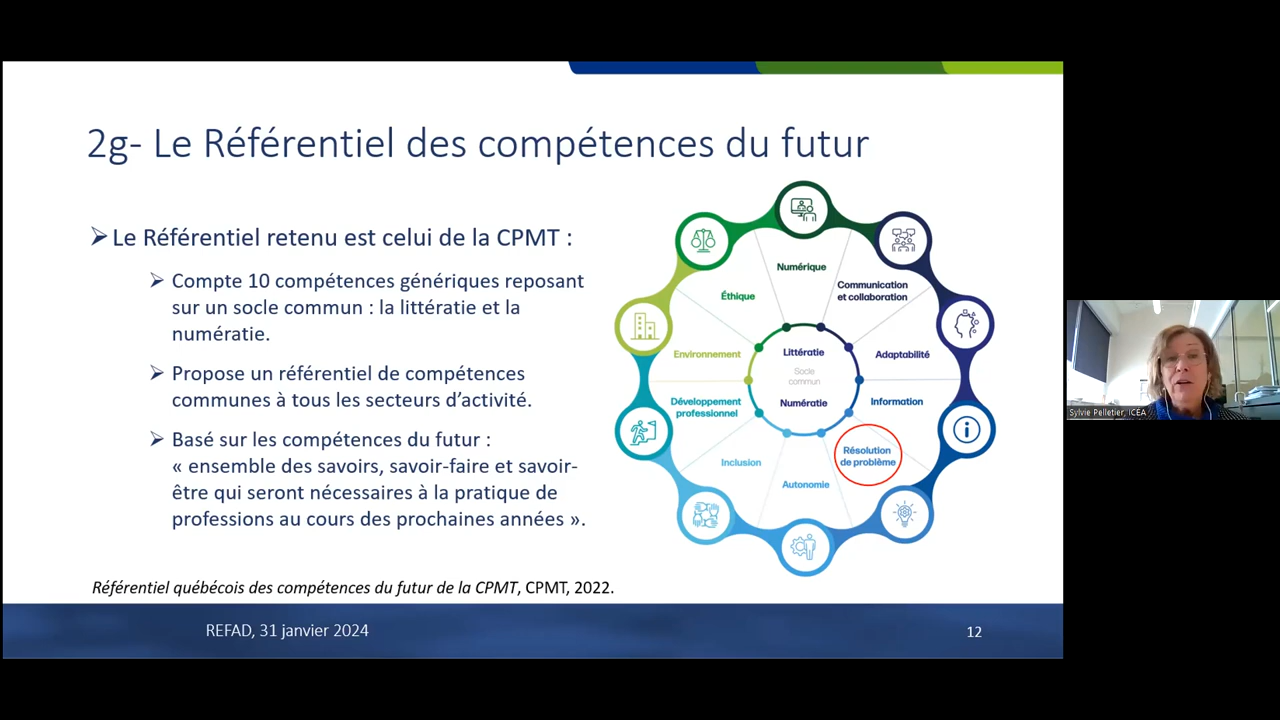 2g- Le Référentiel des compétences du futur
Le Référentiel retenu est celui de la CPMT :
Compte 10 compétences génériques reposant
sur un socle commun : la littératie et la
numératie.
Propose un référentiel de compétences
communes à tous les secteurs d’activité.
Basé sur les compétences du futur :
« ensemble des savoirs, savoir-faire et savoir-
être qui seront nécessaires à la pratique de
professions au cours des prochaines années ».
Numérique
Communication
et collaboration
Éthique
Adaptabilité
Environnement
Littératie
Socle
commun
Numératie
Information
Développement
professionnel
Résolution
de problème
Inclusion
Autonomie
Référentiel québécois des compétences du futur de la CPMT, CPMT, 2022.
REFAD, 31 janvier 2024
12
Sylvie Pelletier, ICEA